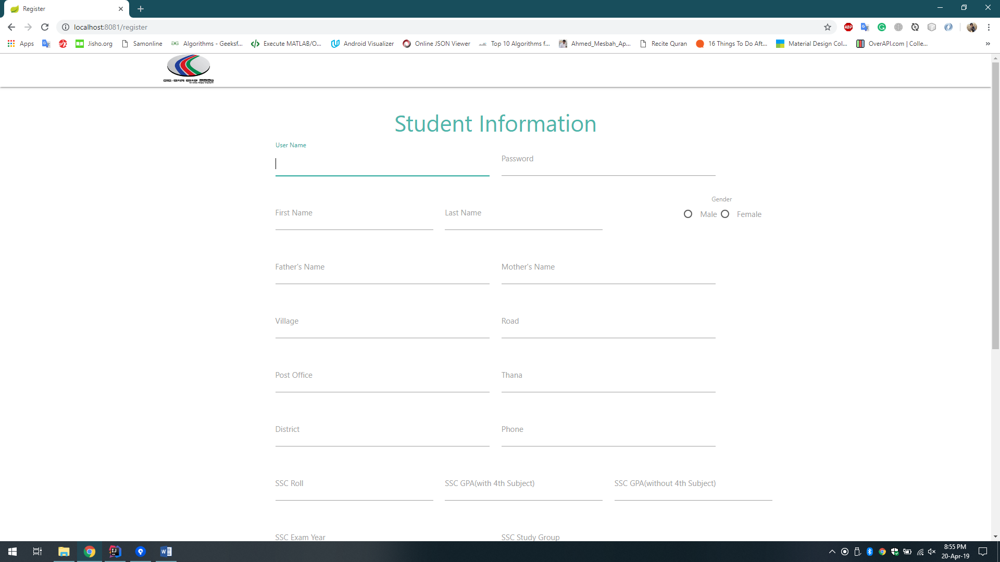 Register
localhost:8081/register
ABP
Apps
Jisho.org
Samonline
Algorithms - Geeksf...
Execute MATLAB/O...
Android Visualizer
Online JSON Viewer
Top 10 Algorithms f...
Ahmed_Mesbah_Ap...
Recite Quran
16 Things To Do Aft...
Material Design Col...
OverAPI.com | Colle...
»
ডাচ্-বাংলা ব্যাংক লিমিটেড
Student Information
User Name
Password
Gender
First Name
Last Name
Male
Female
Father's Name
Mother's Name
Village
Road
Post Office
Thana
District
Phone
SSC Roll
SSC GPA(with 4th Subject)
SSC GPA(without 4th Subject)
SSC Exam Year
SSC Study Group
8:55 PM
20-Apr-19